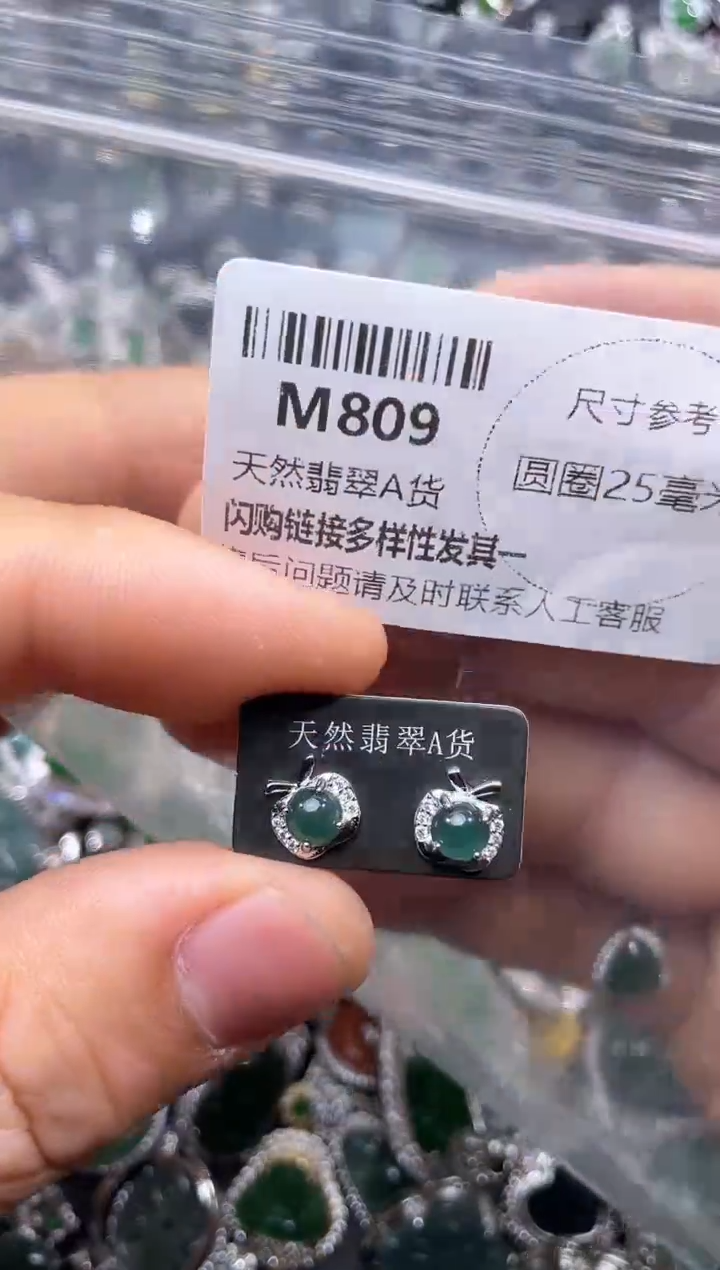 M809
天然翡翠A货
闪购链接多样性发其一
后问题请及时联系人工客服
尺寸参考
圆圈25毫米
天然翡翠A货